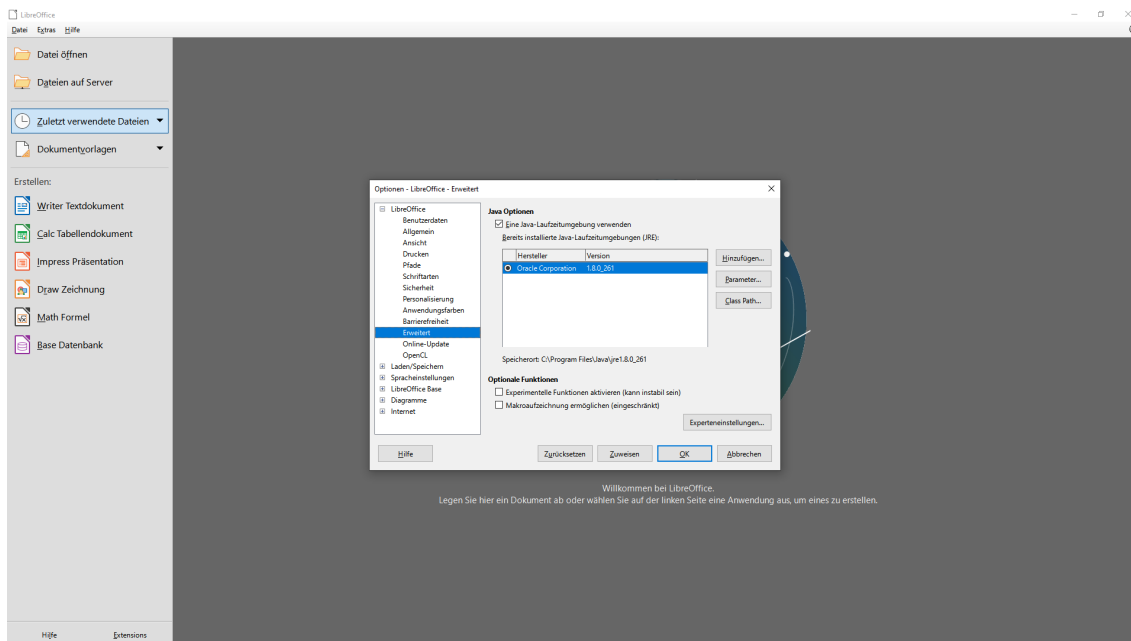 LibreOffice
Datei Extras Hilfe
Datei öffnen
Dateien auf Server
Zuletzt verwendete Dateien
Dokumentvorlagen
Erstellen:
Writer Textdokument
Calc Tabellendokument
Impress Präsentation
Draw Zeichnung
Math Formel
Base Datenbank
Hilfe Extensions
Optionen - LibreOffice - Erweitert
LibreOffice
Benutzerdaten
Allgemein
Ansicht
Drucken
Pfade
Schriftarten
Sicherheit
Personalisierung
Anwendungsfarben
Barrierefreiheit
Erweitert
Online-Update
OpenCL
Laden/Speichern
Spracheinstellungen
LibreOffice Base
Diagramme
Internet
Java Optionen
Eine Java-Laufzeitumgebung verwenden
Bereits installierte Java-Laufzeitumgebungen (JRE):
Hersteller Version
Oracle Corporation 1.8.0_261
Hinzufügen...
Parameter...
Class Path...
Speicherort: C:\Program Files\Java\jre1.8.0_261
Optionale Funktionen
Experimentelle Funktionen aktivieren (kann instabil sein)
Makroaufzeichnung ermöglichen (eingeschränkt)
Experteneinstellungen...
Hilfe Zurücksetzen Zuweisen OK Abbrechen
Willkommen bei LibreOffice.
Legen Sie hier ein Dokument ab oder wählen Sie auf der linken Seite eine Anwendung aus, um eines zu erstellen.